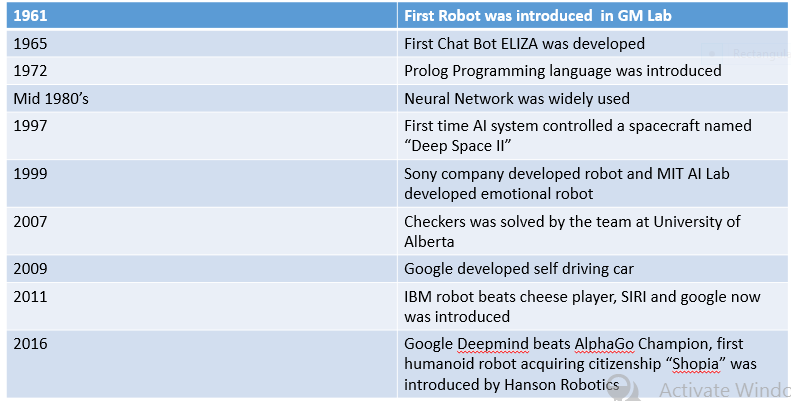 1961
First Robot was introduced in GM Lab
1965
First Chat Bot ELIZA was developed
1972
Prolog Programming language was introduced
Mid 1980’s
Neural Network was widely used
1997
First time AI system controlled a spacecraft named
“Deep Space II”
1999
Sony company developed robot and MIT AI Lab
developed emotional robot
2007
Checkers was solved by the team at University of
Alberta
2009
Google developed self driving car
2011
IBM robot beats cheese player, SIRI and google now
was introduced
2016
Google Deepmind beats AlphaGo Champion, first
humanoid robot acquiring citizenship “Shopia” was
introduced by Hanson Robotics
Activate